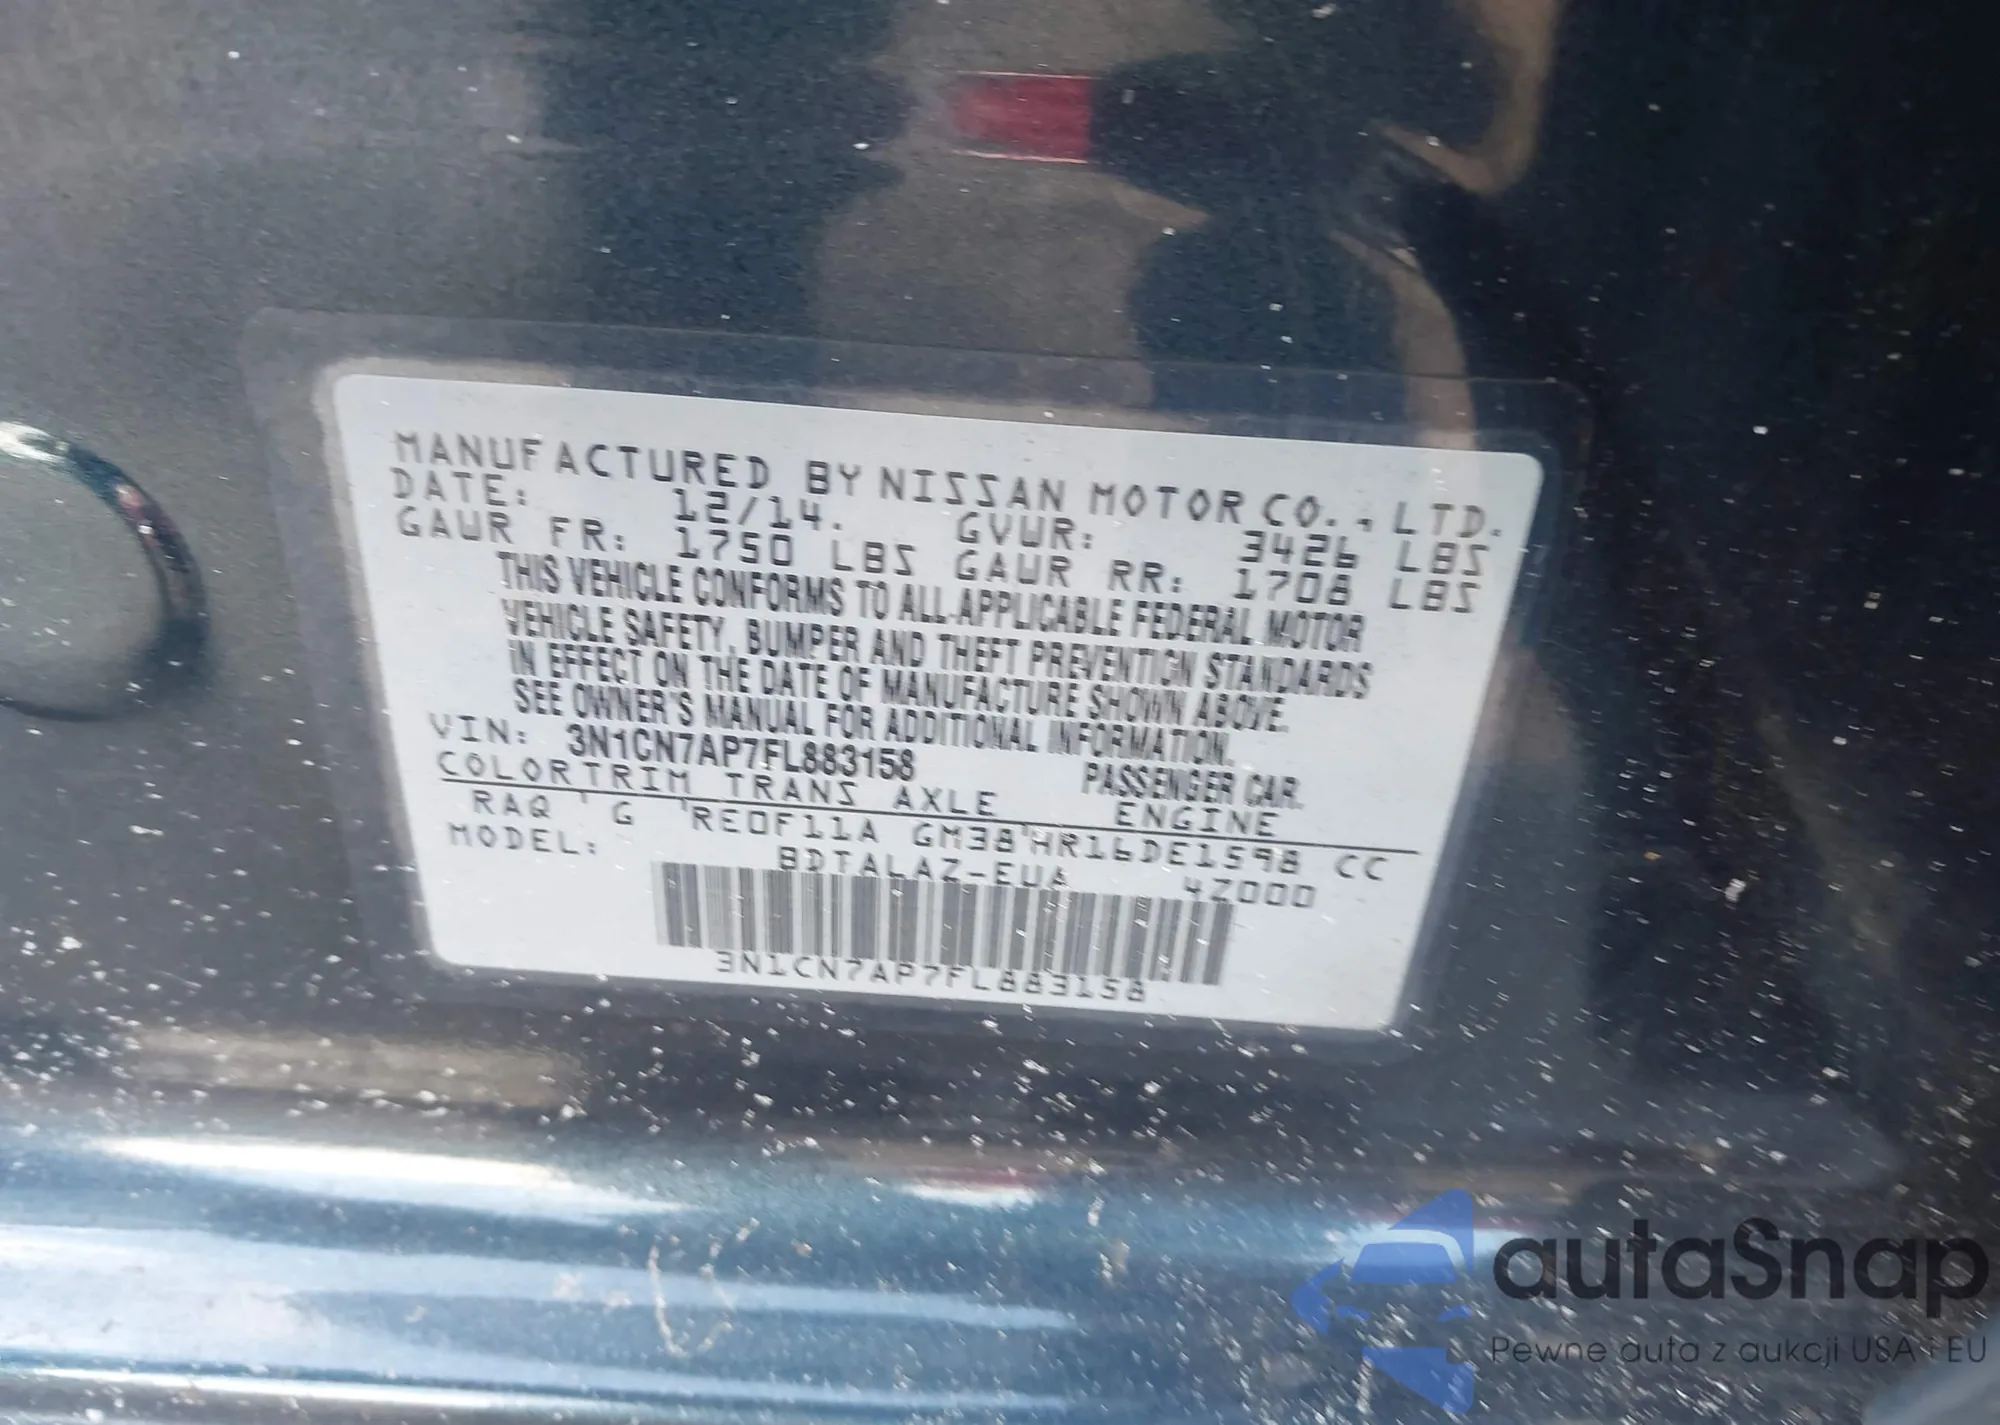 MANUFACTURED BY NISSAN MOTOR CO., LTD.
DATE: 12/14. GVWR: 3426 LBS
GAWR FR: 1750 LBS GAWR RR: 1708 LBS
THIS VEHICLE CONFORMS TO ALL-APPLICABLE FEDERAL MOTOR
VEHICLE SAFETY, BUMPER AND THEFT PREVENTION STANDARDS
IN EFFECT ON THE DATE OF MANUFACTURE SHOWN ABOVE.
SEE OWNER'S MANUAL FOR ADDITIONAL INFORMATION.
VIN: 3N1CN7AP7FL883158 PASSENGER CAR.
COLOR TRIM TRANS AXLE ENGINE
RAQ G RE0F11A GM38 HR16DE1598 CC
MODEL: BDTALAZ-EUA 4Z000
3N1CN7AP7FL883158
autaSnap
Pewne auta z aukcji USA i EU